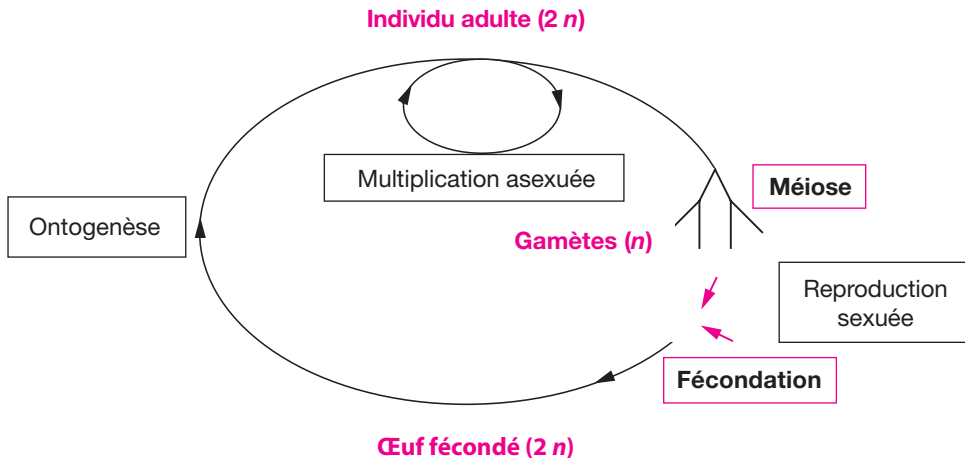 Individu adulte (2 n)
Multiplication asexuée
Méiose
Ontogenèse
Gamètes (n)
Reproduction
sexuée
Fécondation
Œuf fécondé (2 n)